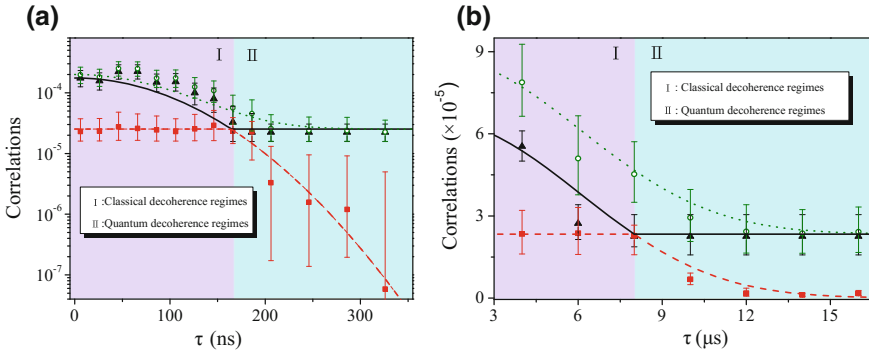 (a)
I II
Correlations
10⁻⁴
10⁻⁵
10⁻⁶
10⁻⁷
I :Classical decoherence regimes
II :Quantum decoherence regimes
0 100 200 300
τ (ns)
(b)
I II
Correlations (×10⁻⁵)
9
6
3
0
I : Classical decoherence regimes
II : Quantum decoherence regimes
3 6 9 12 15
τ (μs)